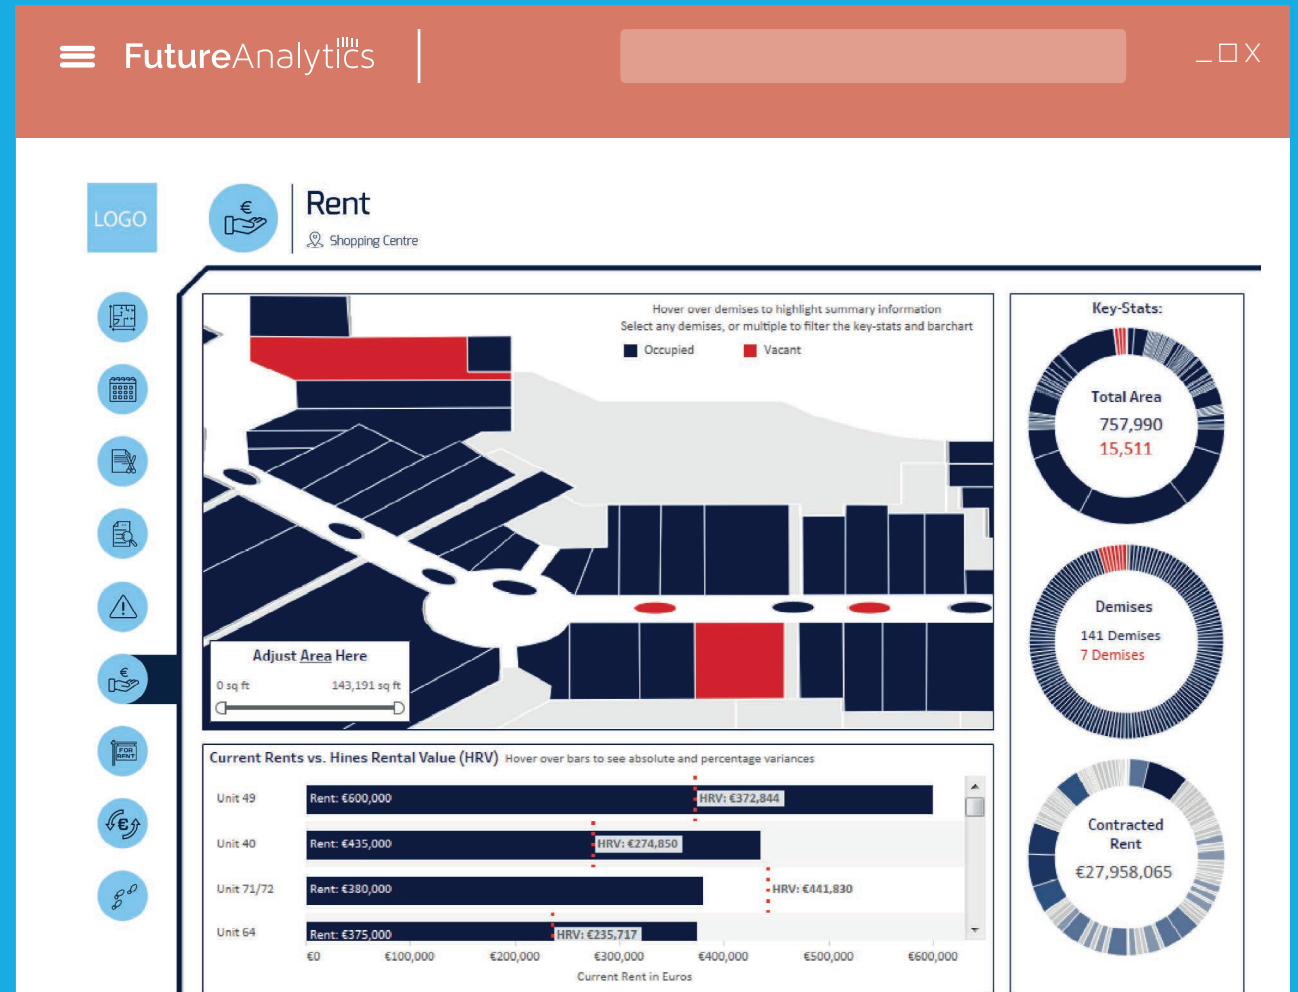 FutureAnalytics
_ □ X
LOGO
€
Rent
Shopping Centre
Hover over demises to highlight summary information
Select any demises, or multiple to filter the key-stats and barchart
Occupied
Vacant
Adjust Area Here
0 sq ft
143,191 sq ft
Key-Stats:
Total Area
757,990
15,511
Demises
141 Demises
7 Demises
Contracted
Rent
€27,958,065
€
FOR
RENT
€
Current Rents vs. Hines Rental Value (HRV) Hover over bars to see absolute and percentage variances
Unit 49
Rent: €600,000
HRV: €372,844
Unit 40
Rent: €435,000
HRV: €274,850
Unit 71/72
Rent: €380,000
HRV: €441,830
Unit 64
Rent: €375,000
HRV: €235,717
€0 €100,000 €200,000 €300,000 €400,000 €500,000 €600,000
Current Rent in Euros